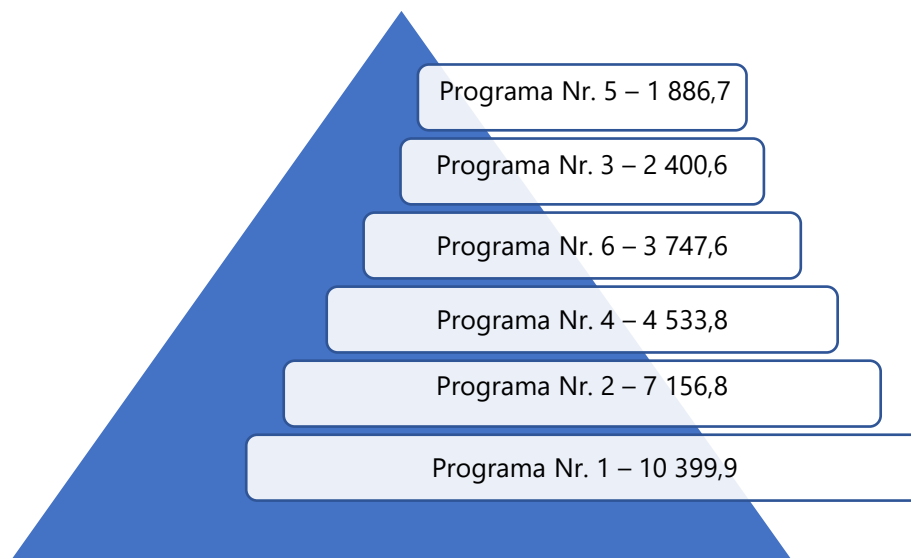 Programa Nr. 5 – 1 886,7
Programa Nr. 3 – 2 400,6
Programa Nr. 6 – 3 747,6
Programa Nr. 4 – 4 533,8
Programa Nr. 2 – 7 156,8
Programa Nr. 1 – 10 399,9